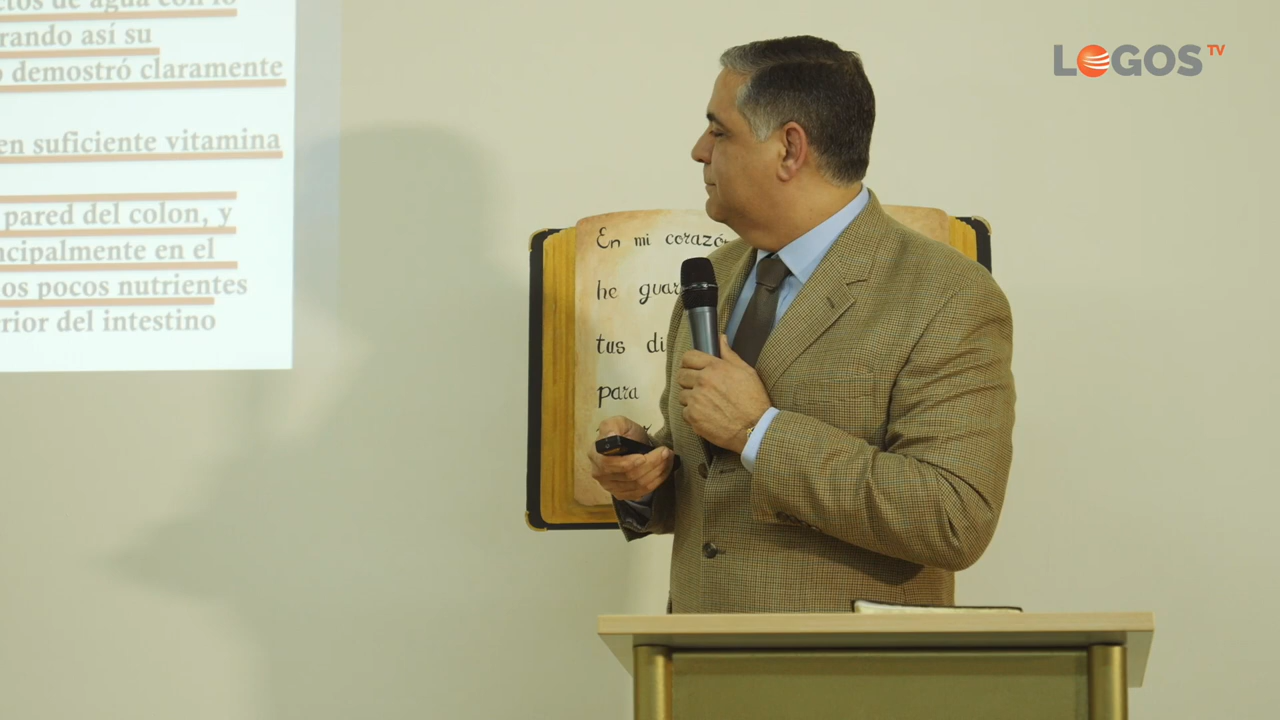 ctos de agua con lo
rando así su
o demostró claramente
en suficiente vitamina
pared del colon, y
ncipalmente en el
os pocos nutrientes
rior del intestino
En mi corazó
he guar
tus di
para
LOGOS TV